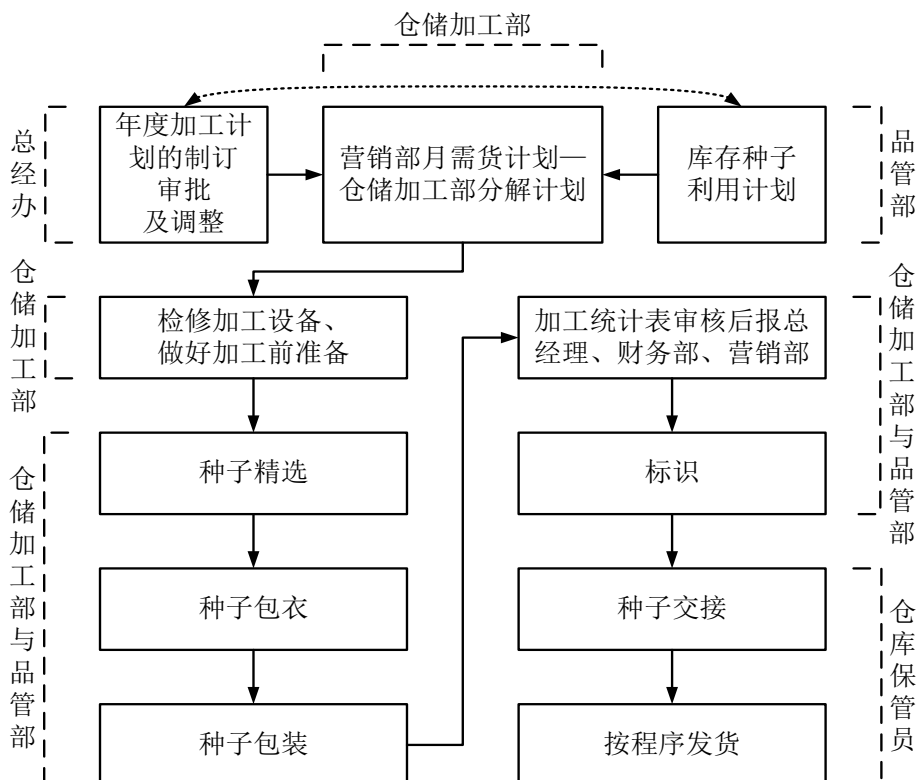 仓储加工部
总经办
年度加工计
划的制订
审批
及调整
营销部月需货计划—
仓储加工部分解计划
库存种子
利用计划
品管部
仓储加工部
检修加工设备、
做好加工前准备
加工统计表审核后报总
经理、财务部、营销部
仓储加工部与品管部
种子精选
标识
仓储加工部与品管部
种子包衣
种子交接
仓库保管员
种子包装
按程序发货